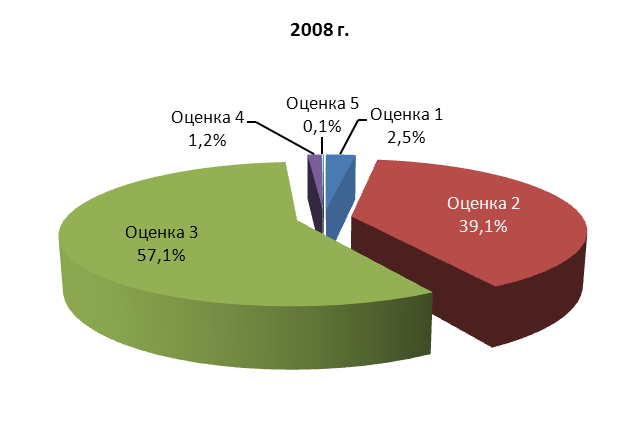 2008 г.
Оценка 5
0,1%
Оценка 4
1,2%
Оценка 1
2,5%
Оценка 2
39,1%
Оценка 3
57,1%